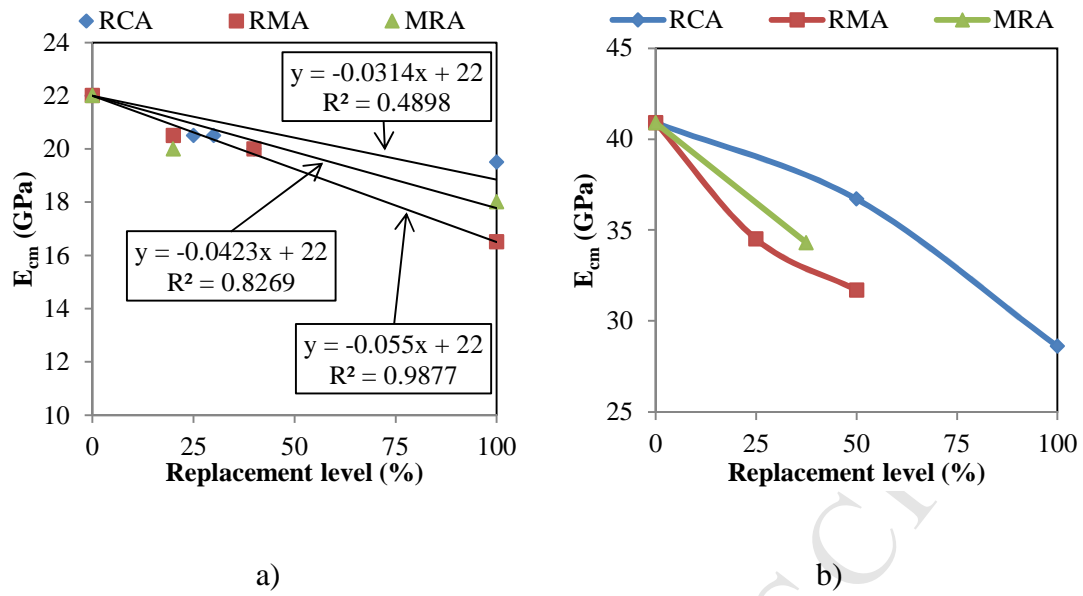 RCA RMA MRA
24
22
20
18
16
14
12
10
E_cm (GPa)
y = -0.0314x + 22
R² = 0.4898
y = -0.0423x + 22
R² = 0.8269
y = -0.055x + 22
R² = 0.9877
0 25 50 75 100
Replacement level (%)
a)
RCA RMA MRA
45
40
35
30
25
E_cm (GPa)
0 25 50 75 100
Replacement level (%)
b)